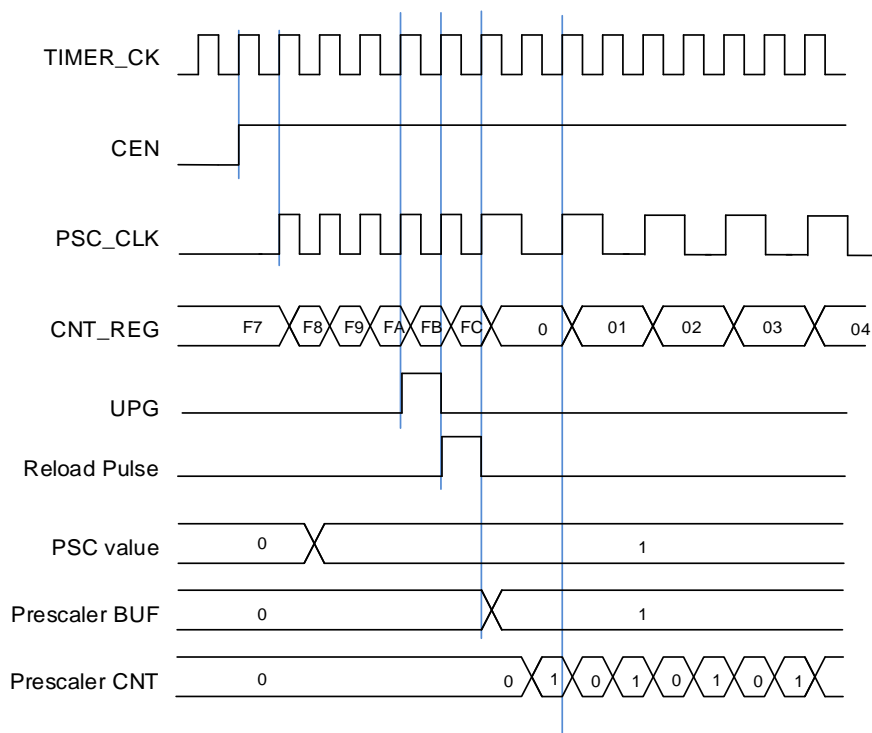 TIMER_CK
CEN
PSC_CLK
CNT_REG F7 F8 F9 FA FB FC 0 01 02 03 04
UPG
Reload Pulse
PSC value 0 1
Prescaler BUF 0 1
Prescaler CNT 0 0 1 0 1 0 1 0 1